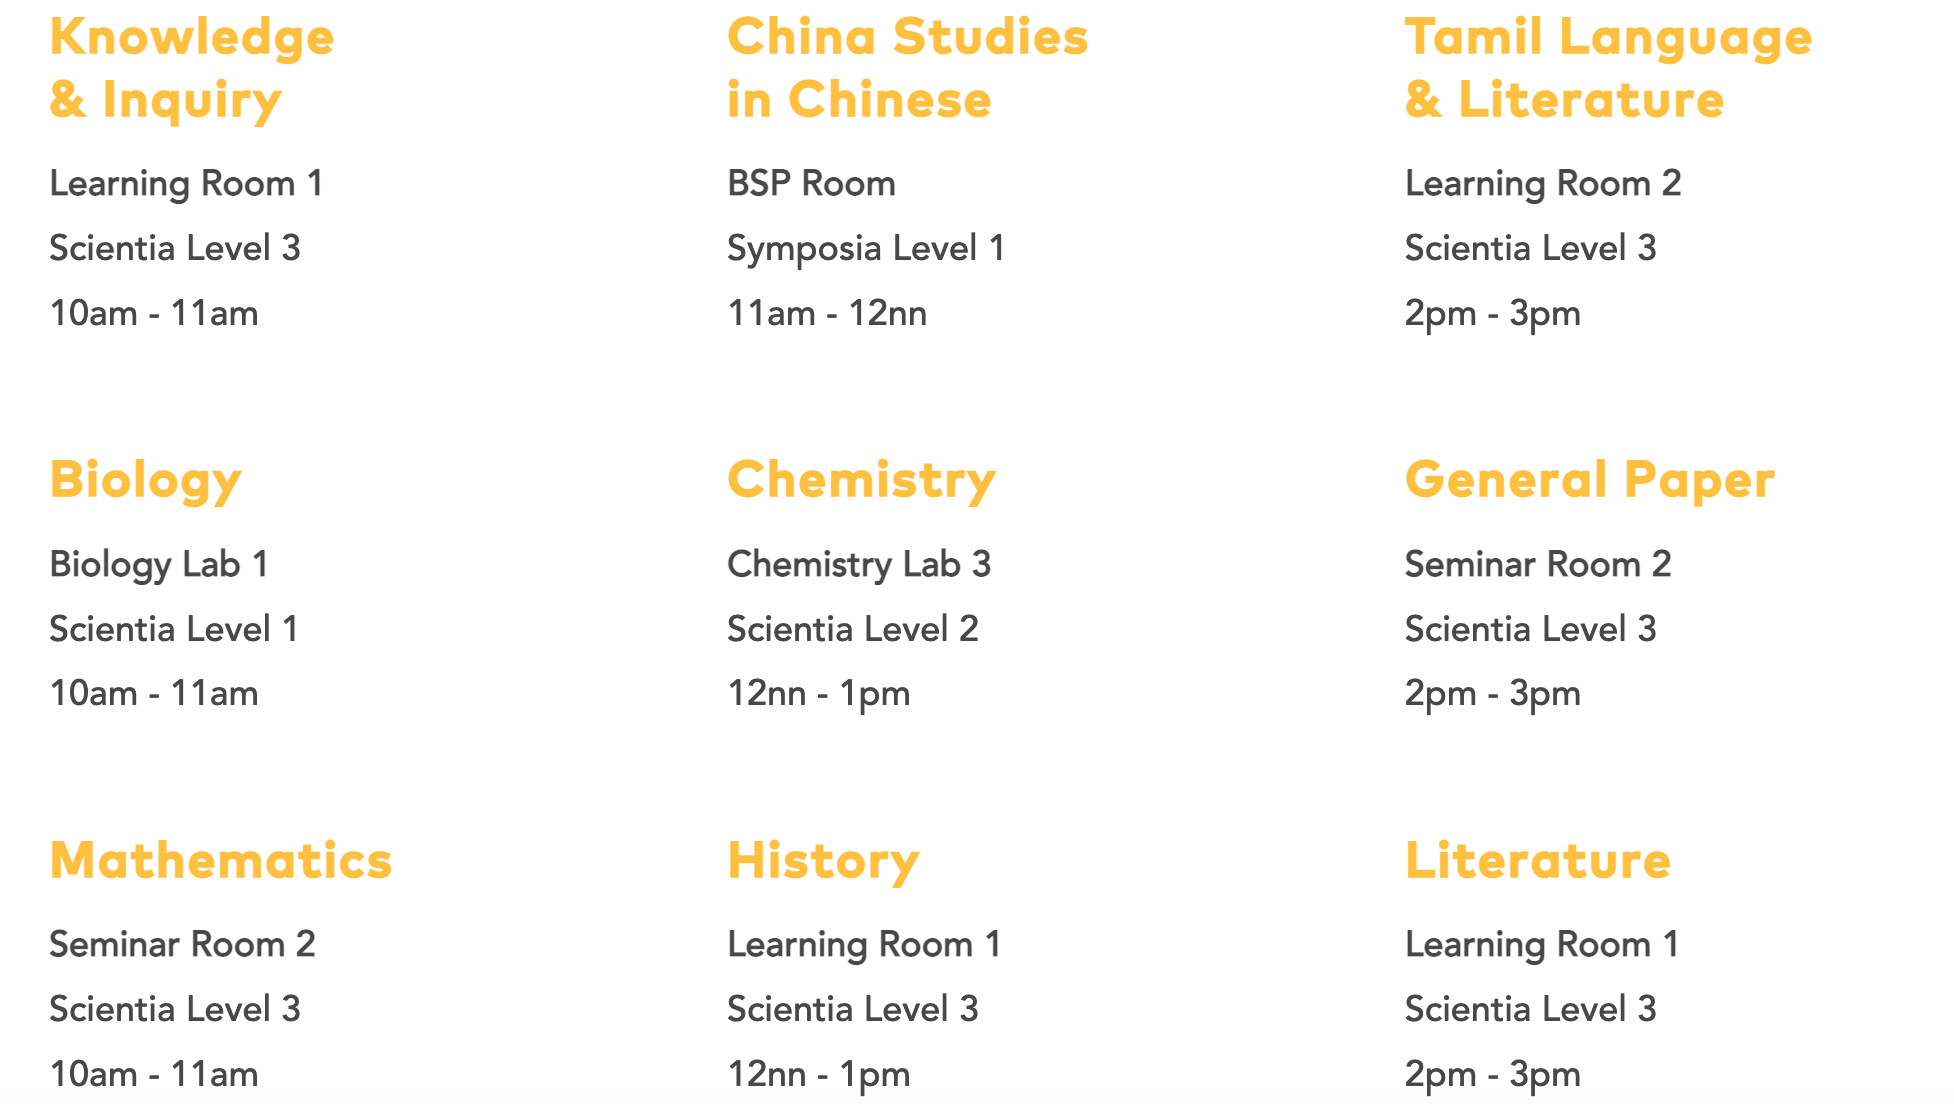 Knowledge
& Inquiry
Learning Room 1
Scientia Level 3
10am - 11am
China Studies
in Chinese
BSP Room
Symposia Level 1
11am - 12nn
Tamil Language
& Literature
Learning Room 2
Scientia Level 3
2pm - 3pm
Biology
Biology Lab 1
Scientia Level 1
10am - 11am
Chemistry
Chemistry Lab 3
Scientia Level 2
12nn - 1pm
General Paper
Seminar Room 2
Scientia Level 3
2pm - 3pm
Mathematics
Seminar Room 2
Scientia Level 3
10am - 11am
History
Learning Room 1
Scientia Level 3
12nn - 1pm
Literature
Learning Room 1
Scientia Level 3
2pm - 3pm